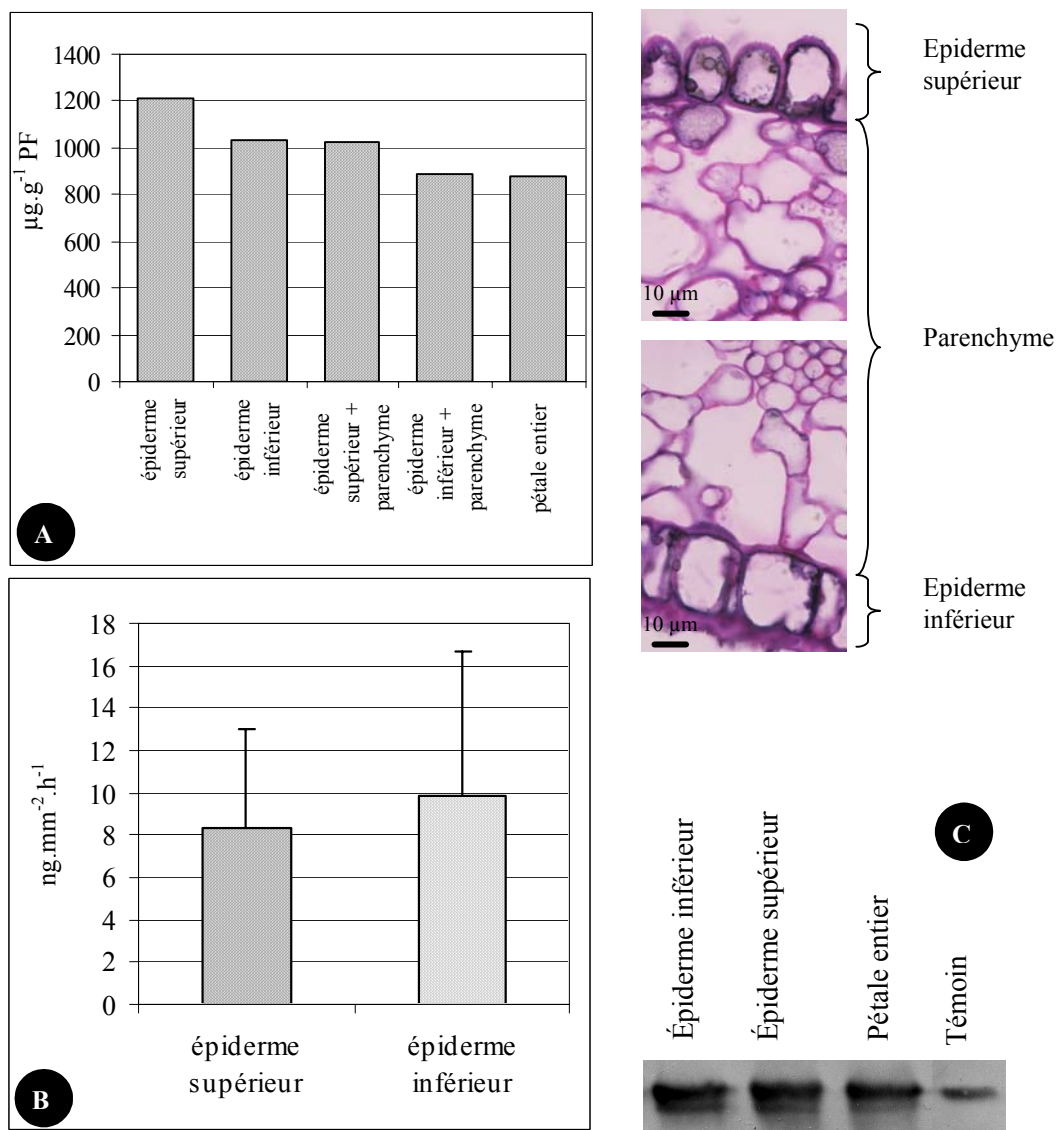 1400
1200
1000
800
600
400
200
0
µg.g⁻¹ PF
épiderme
supérieur
épiderme
inférieur
épiderme
supérieur +
parenchyme
épiderme
inférieur +
parenchyme
pétale entier
A
Epiderme
supérieur
10 µm
Parenchyme
10 µm
Epiderme
inférieur
18
16
14
12
10
8
6
4
2
0
ng.mm⁻².h⁻¹
épiderme
supérieur
épiderme
inférieur
B
C
Épiderme inférieur
Épiderme supérieur
Pétale entier
Témoin